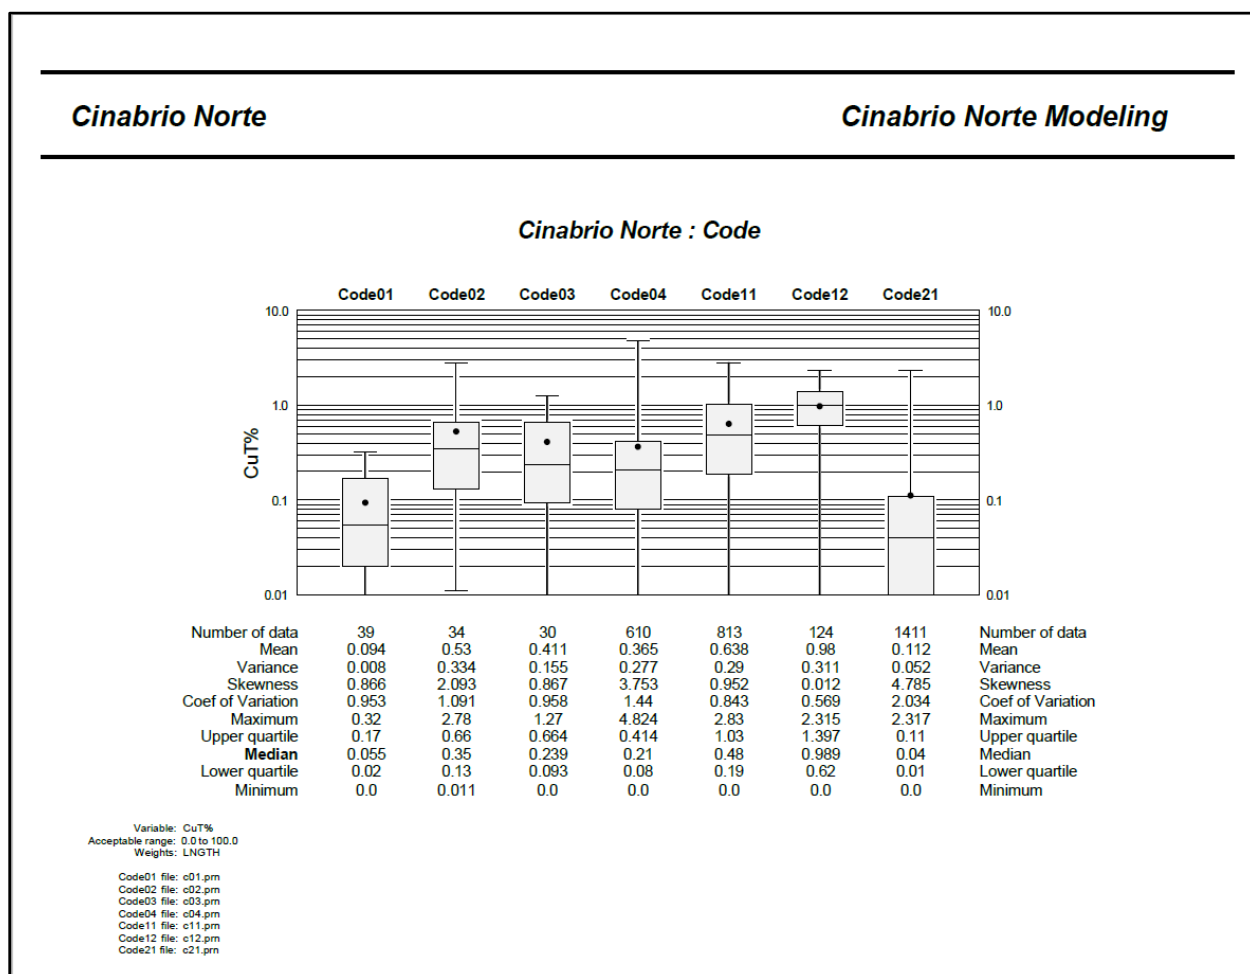 Cinabrio Norte Cinabrio Norte Modeling
Cinabrio Norte : Code
Code01 Code02 Code03 Code04 Code11 Code12 Code21
10.0 10.0
1.0 1.0
CuT%
0.1 0.1
0.01 0.01
Number of data 39 34 30 610 813 124 1411 Number of data
Mean 0.094 0.53 0.411 0.365 0.638 0.98 0.112 Mean
Variance 0.008 0.334 0.155 0.277 0.29 0.311 0.052 Variance
Skewness 0.866 2.093 0.867 3.753 0.952 0.012 4.785 Skewness
Coef of Variation 0.953 1.091 0.958 1.44 0.843 0.569 2.034 Coef of Variation
Maximum 0.32 2.78 1.27 4.824 2.83 2.315 2.317 Maximum
Upper quartile 0.17 0.66 0.664 0.414 1.03 1.397 0.11 Upper quartile
Median 0.055 0.35 0.239 0.21 0.48 0.989 0.04 Median
Lower quartile 0.02 0.13 0.093 0.08 0.19 0.62 0.01 Lower quartile
Minimum 0.0 0.011 0.0 0.0 0.0 0.0 0.0 Minimum
Variable: CuT%
Acceptable range: 0.0 to 100.0
Weights: LNGTH
Code01 file: c01.prn
Code02 file: c02.prn
Code03 file: c03.prn
Code04 file: c04.prn
Code11 file: c11.prn
Code12 file: c12.prn
Code21 file: c21.prn